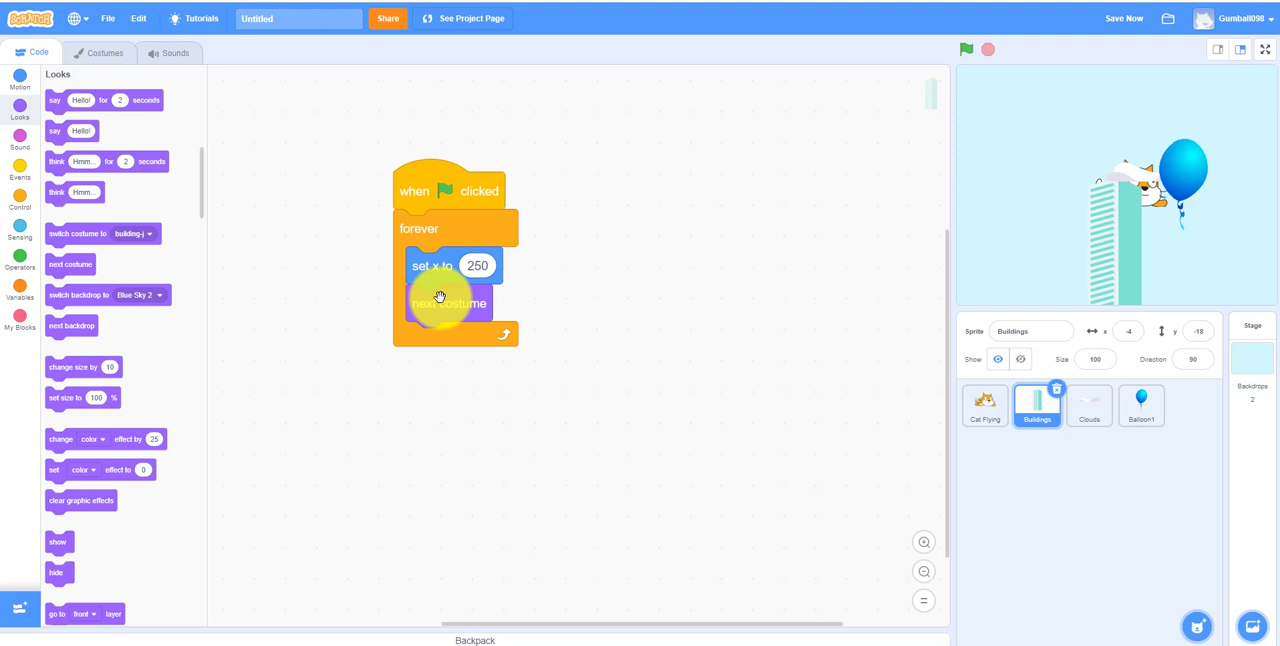 SCRATCH File Edit Tutorials Untitled Share See Project Page Save Now Gumball098
Code Costumes Sounds
Motion
Looks
Sound
Events
Control
Sensing
Operators
Variables
My Blocks
Looks
say Hello! for 2 seconds
say Hello!
think Hmm... for 2 seconds
think Hmm...
switch costume to building-j
next costume
switch backdrop to Blue Sky 2
next backdrop
change size by 10
set size to 100 %
change color effect by 25
set color effect to 0
clear graphic effects
show
hide
go to front layer
when clicked
forever
set x to 250
next costume
Backpack
Sprite Buildings x -4 y -18
Show Size 100 Direction 90
Cat Flying Buildings Clouds Balloon1
Stage
Backdrops
2